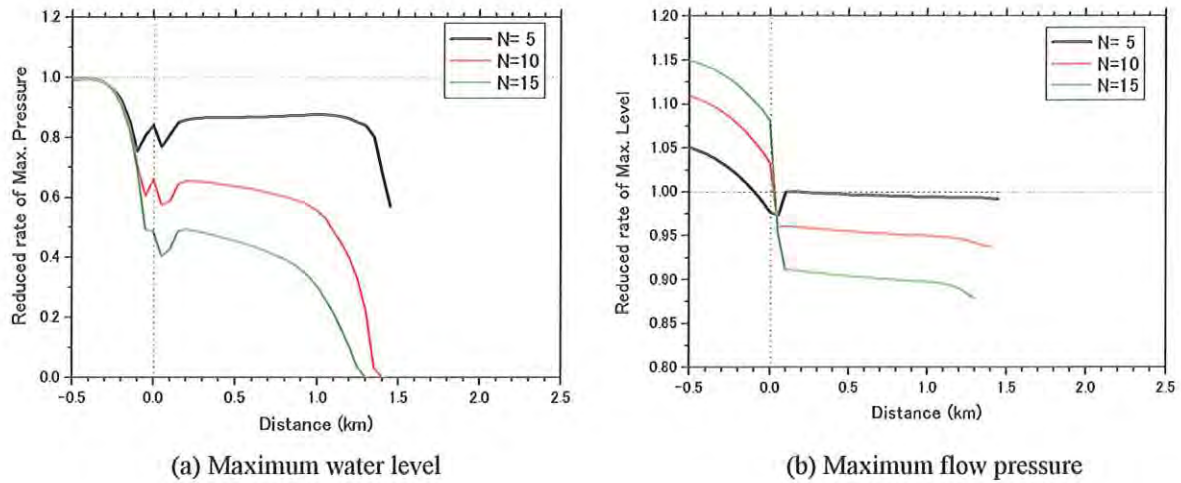 Reduced rate of Max. Pressure
1.2
1.0
0.8
0.6
0.4
0.2
0.0
-0.5 0.0 0.5 1.0 1.5 2.0 2.5
Distance (km)
N= 5
N=10
N=15
(a) Maximum water level
Reduced rate of Max. Level
1.20
1.15
1.10
1.05
1.00
0.95
0.90
0.85
0.80
-0.5 0.0 0.5 1.0 1.5 2.0 2.5
Distance (km)
N= 5
N=10
N=15
(b) Maximum flow pressure